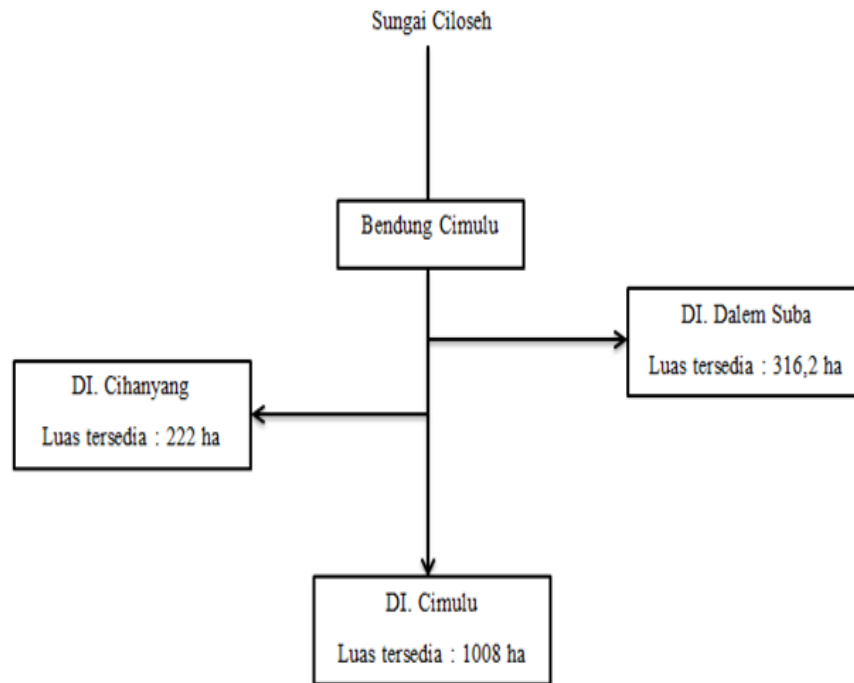 Sungai Ciloseh
Bendung Cimulu
DI. Dalem Suba
Luas tersedia : 316,2 ha
DI. Cihanyang
Luas tersedia : 222 ha
DI. Cimulu
Luas tersedia : 1008 ha